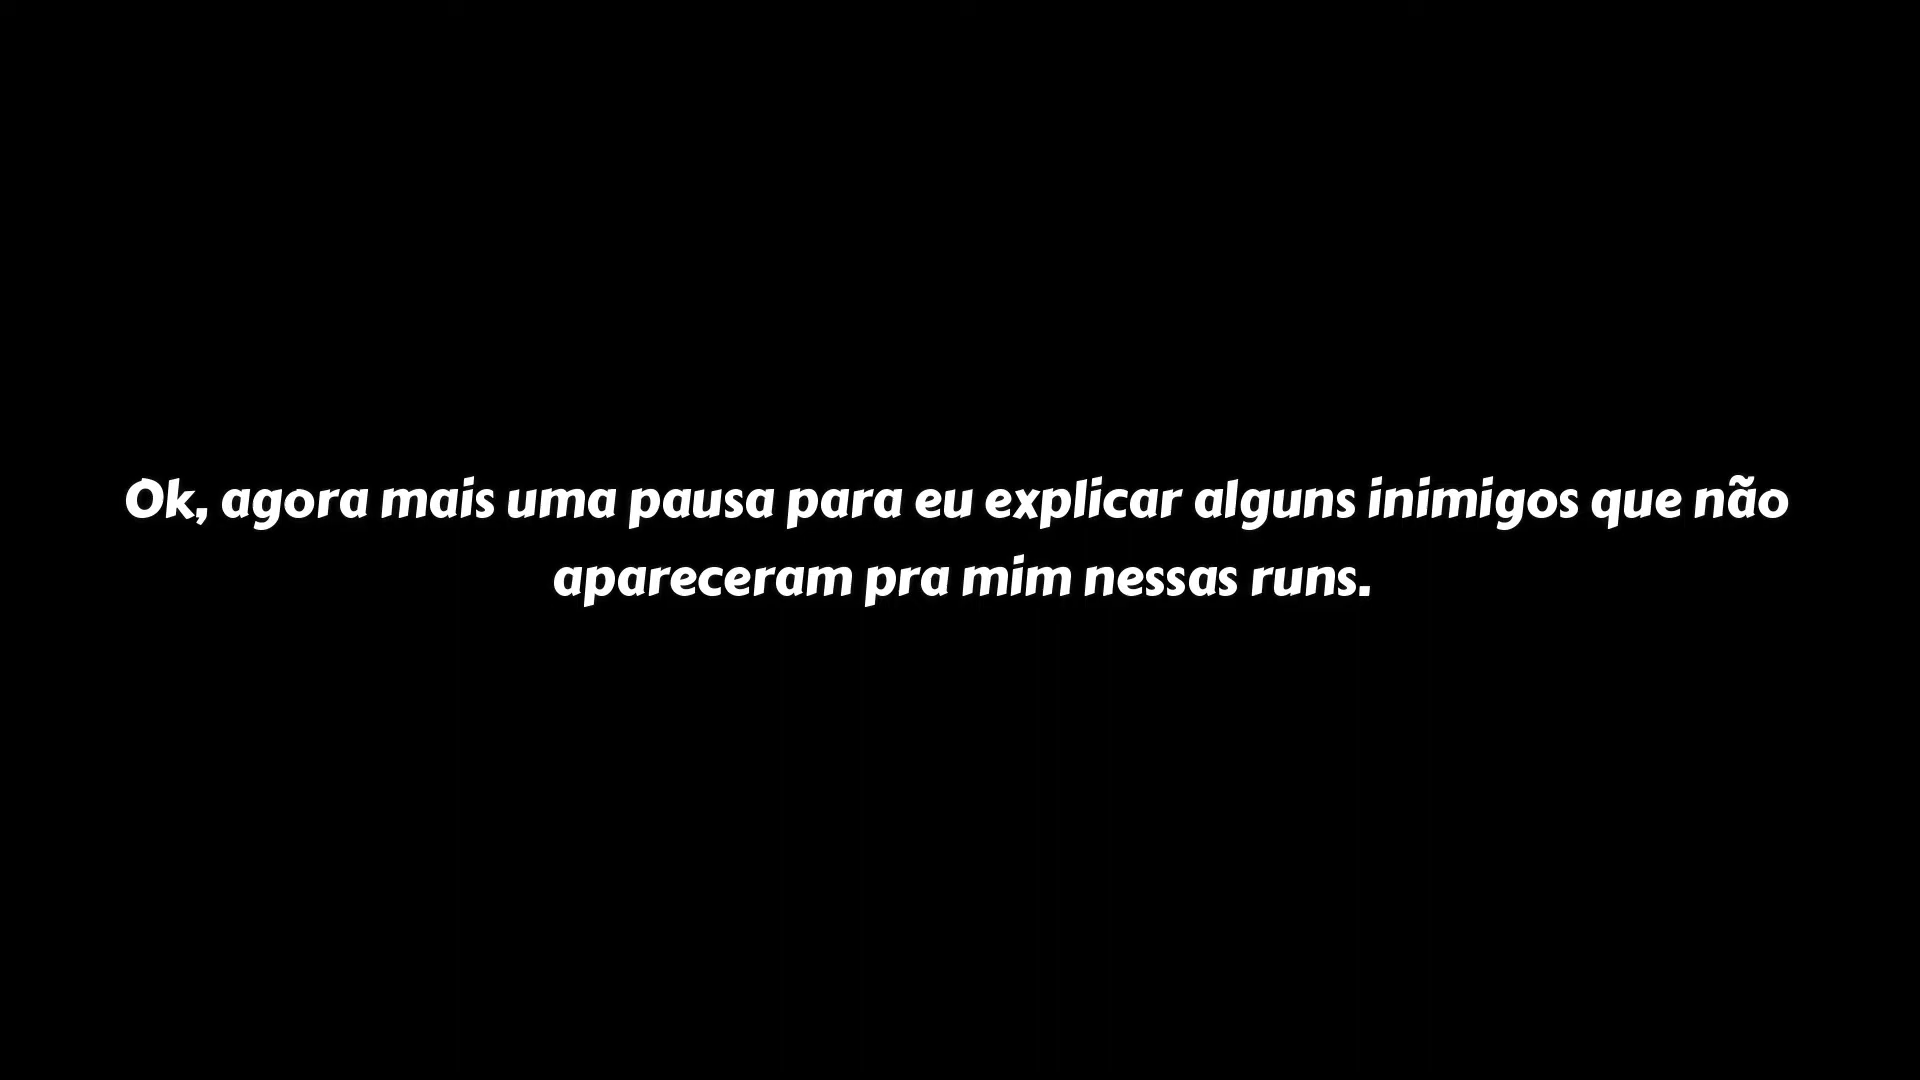 Ok, agora mais uma pausa para eu explicar alguns inimigos que não
apareceram pra mim nessas runs.